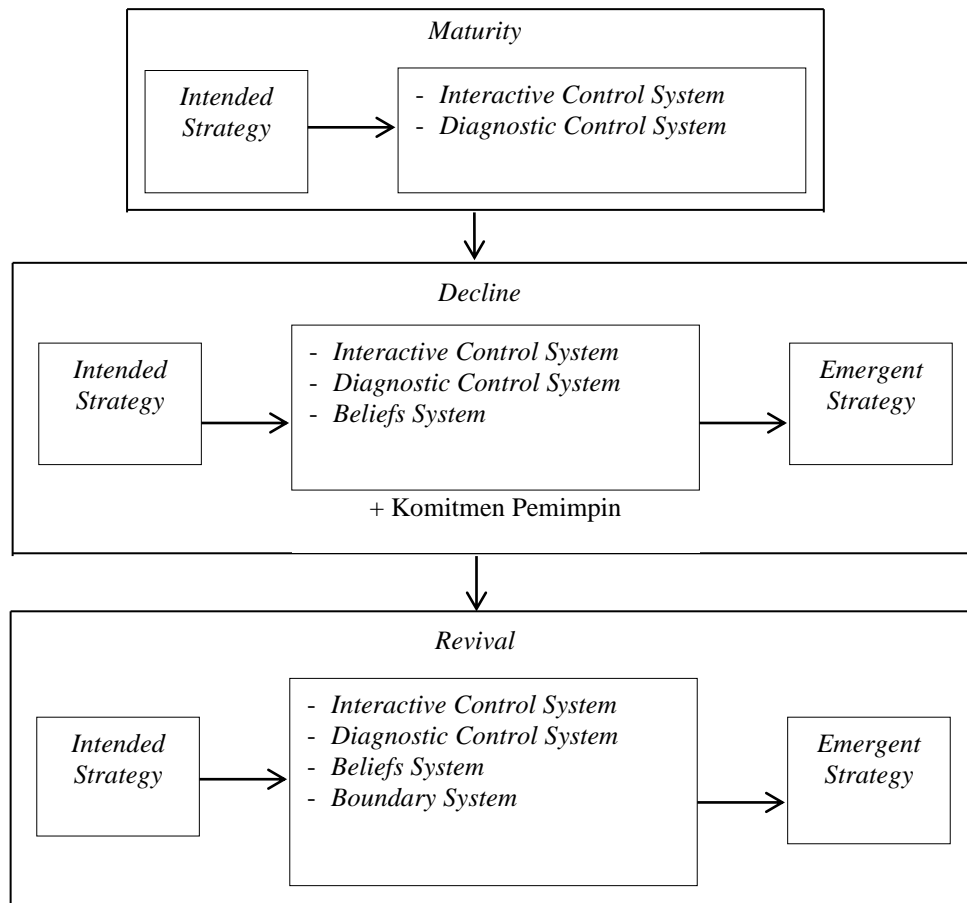 Maturity
Intended
Strategy
- Interactive Control System
- Diagnostic Control System
Decline
Intended
Strategy
- Interactive Control System
- Diagnostic Control System
- Beliefs System
Emergent
Strategy
+ Komitmen Pemimpin
Revival
Intended
Strategy
- Interactive Control System
- Diagnostic Control System
- Beliefs System
- Boundary System
Emergent
Strategy